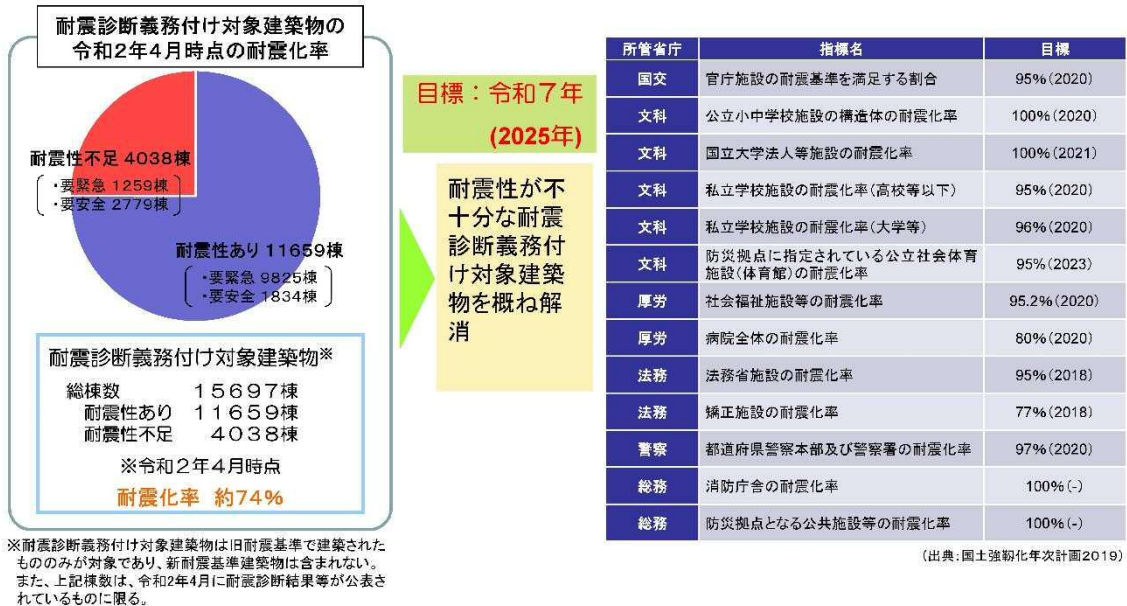 耐震診断義務付け対象建築物の
令和2年4月時点の耐震化率
耐震性不足 4038棟
・要緊急 1259棟
・要安全 2779棟
耐震性あり 11659棟
・要緊急 9825棟
・要安全 1834棟
耐震診断義務付け対象建築物※
総棟数 15697棟
耐震性あり 11659棟
耐震性不足 4038棟
※令和2年4月時点
耐震化率 約74%
※耐震診断義務付け対象建築物は旧耐震基準で建築された
もののみが対象であり、新耐震基準建築物は含まれない。
また、上記棟数は、令和2年4月に耐震診断結果等が公表さ
れているものに限る。
目標：令和7年
(2025年)
耐震性が不
十分な耐震
診断義務付
け対象建築
物を概ね解
消
所管省庁 指標名 目標
国交 官庁施設の耐震基準を満足する割合 95%(2020)
文科 公立小中学校施設の構造体の耐震化率 100%(2020)
文科 国立大学法人等施設の耐震化率 100%(2021)
文科 私立学校施設の耐震化率(高校等以下) 95%(2020)
文科 私立学校施設の耐震化率(大学等) 96%(2020)
文科 防災拠点に指定されている公立社会体育
施設(体育館)の耐震化率 95%(2023)
厚労 社会福祉施設等の耐震化率 95.2%(2020)
厚労 病院全体の耐震化率 80%(2020)
法務 法務省施設の耐震化率 95%(2018)
法務 矯正施設の耐震化率 77%(2018)
警察 都道府県警察本部及び警察署の耐震化率 97%(2020)
総務 消防庁舎の耐震化率 100%(-)
総務 防災拠点となる公共施設等の耐震化率 100%(-)
(出典:国土強靱化年次計画2019)